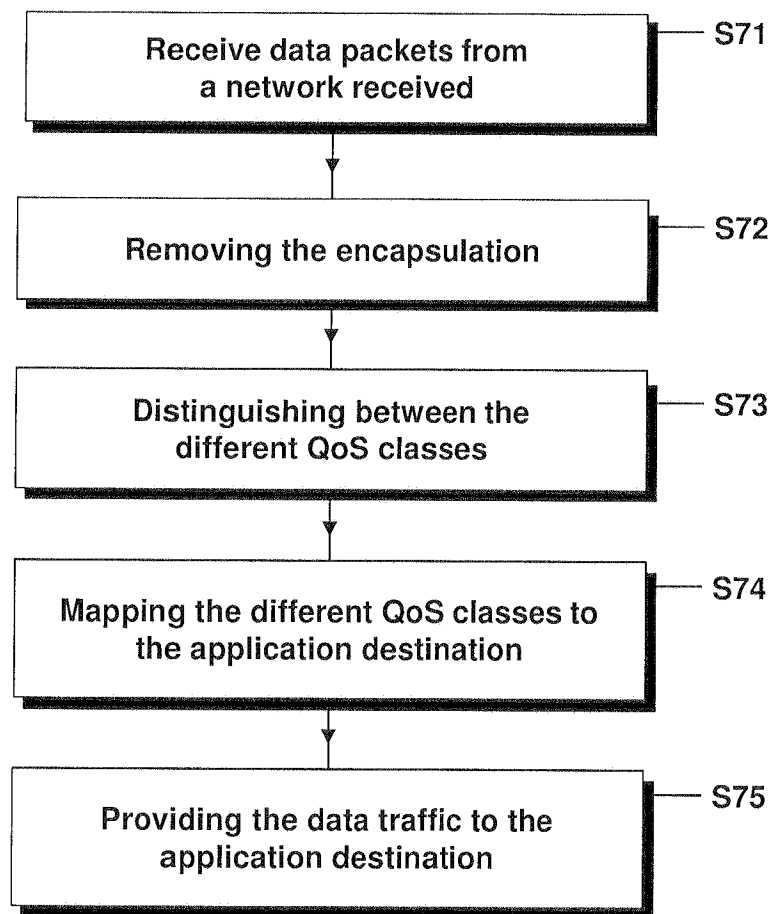 Receive data packets from
a network received
S71
Removing the encapsulation
S72
Distinguishing between the
different QoS classes
S73
Mapping the different QoS classes to
the application destination
S74
Providing the data traffic to the
application destination
S75